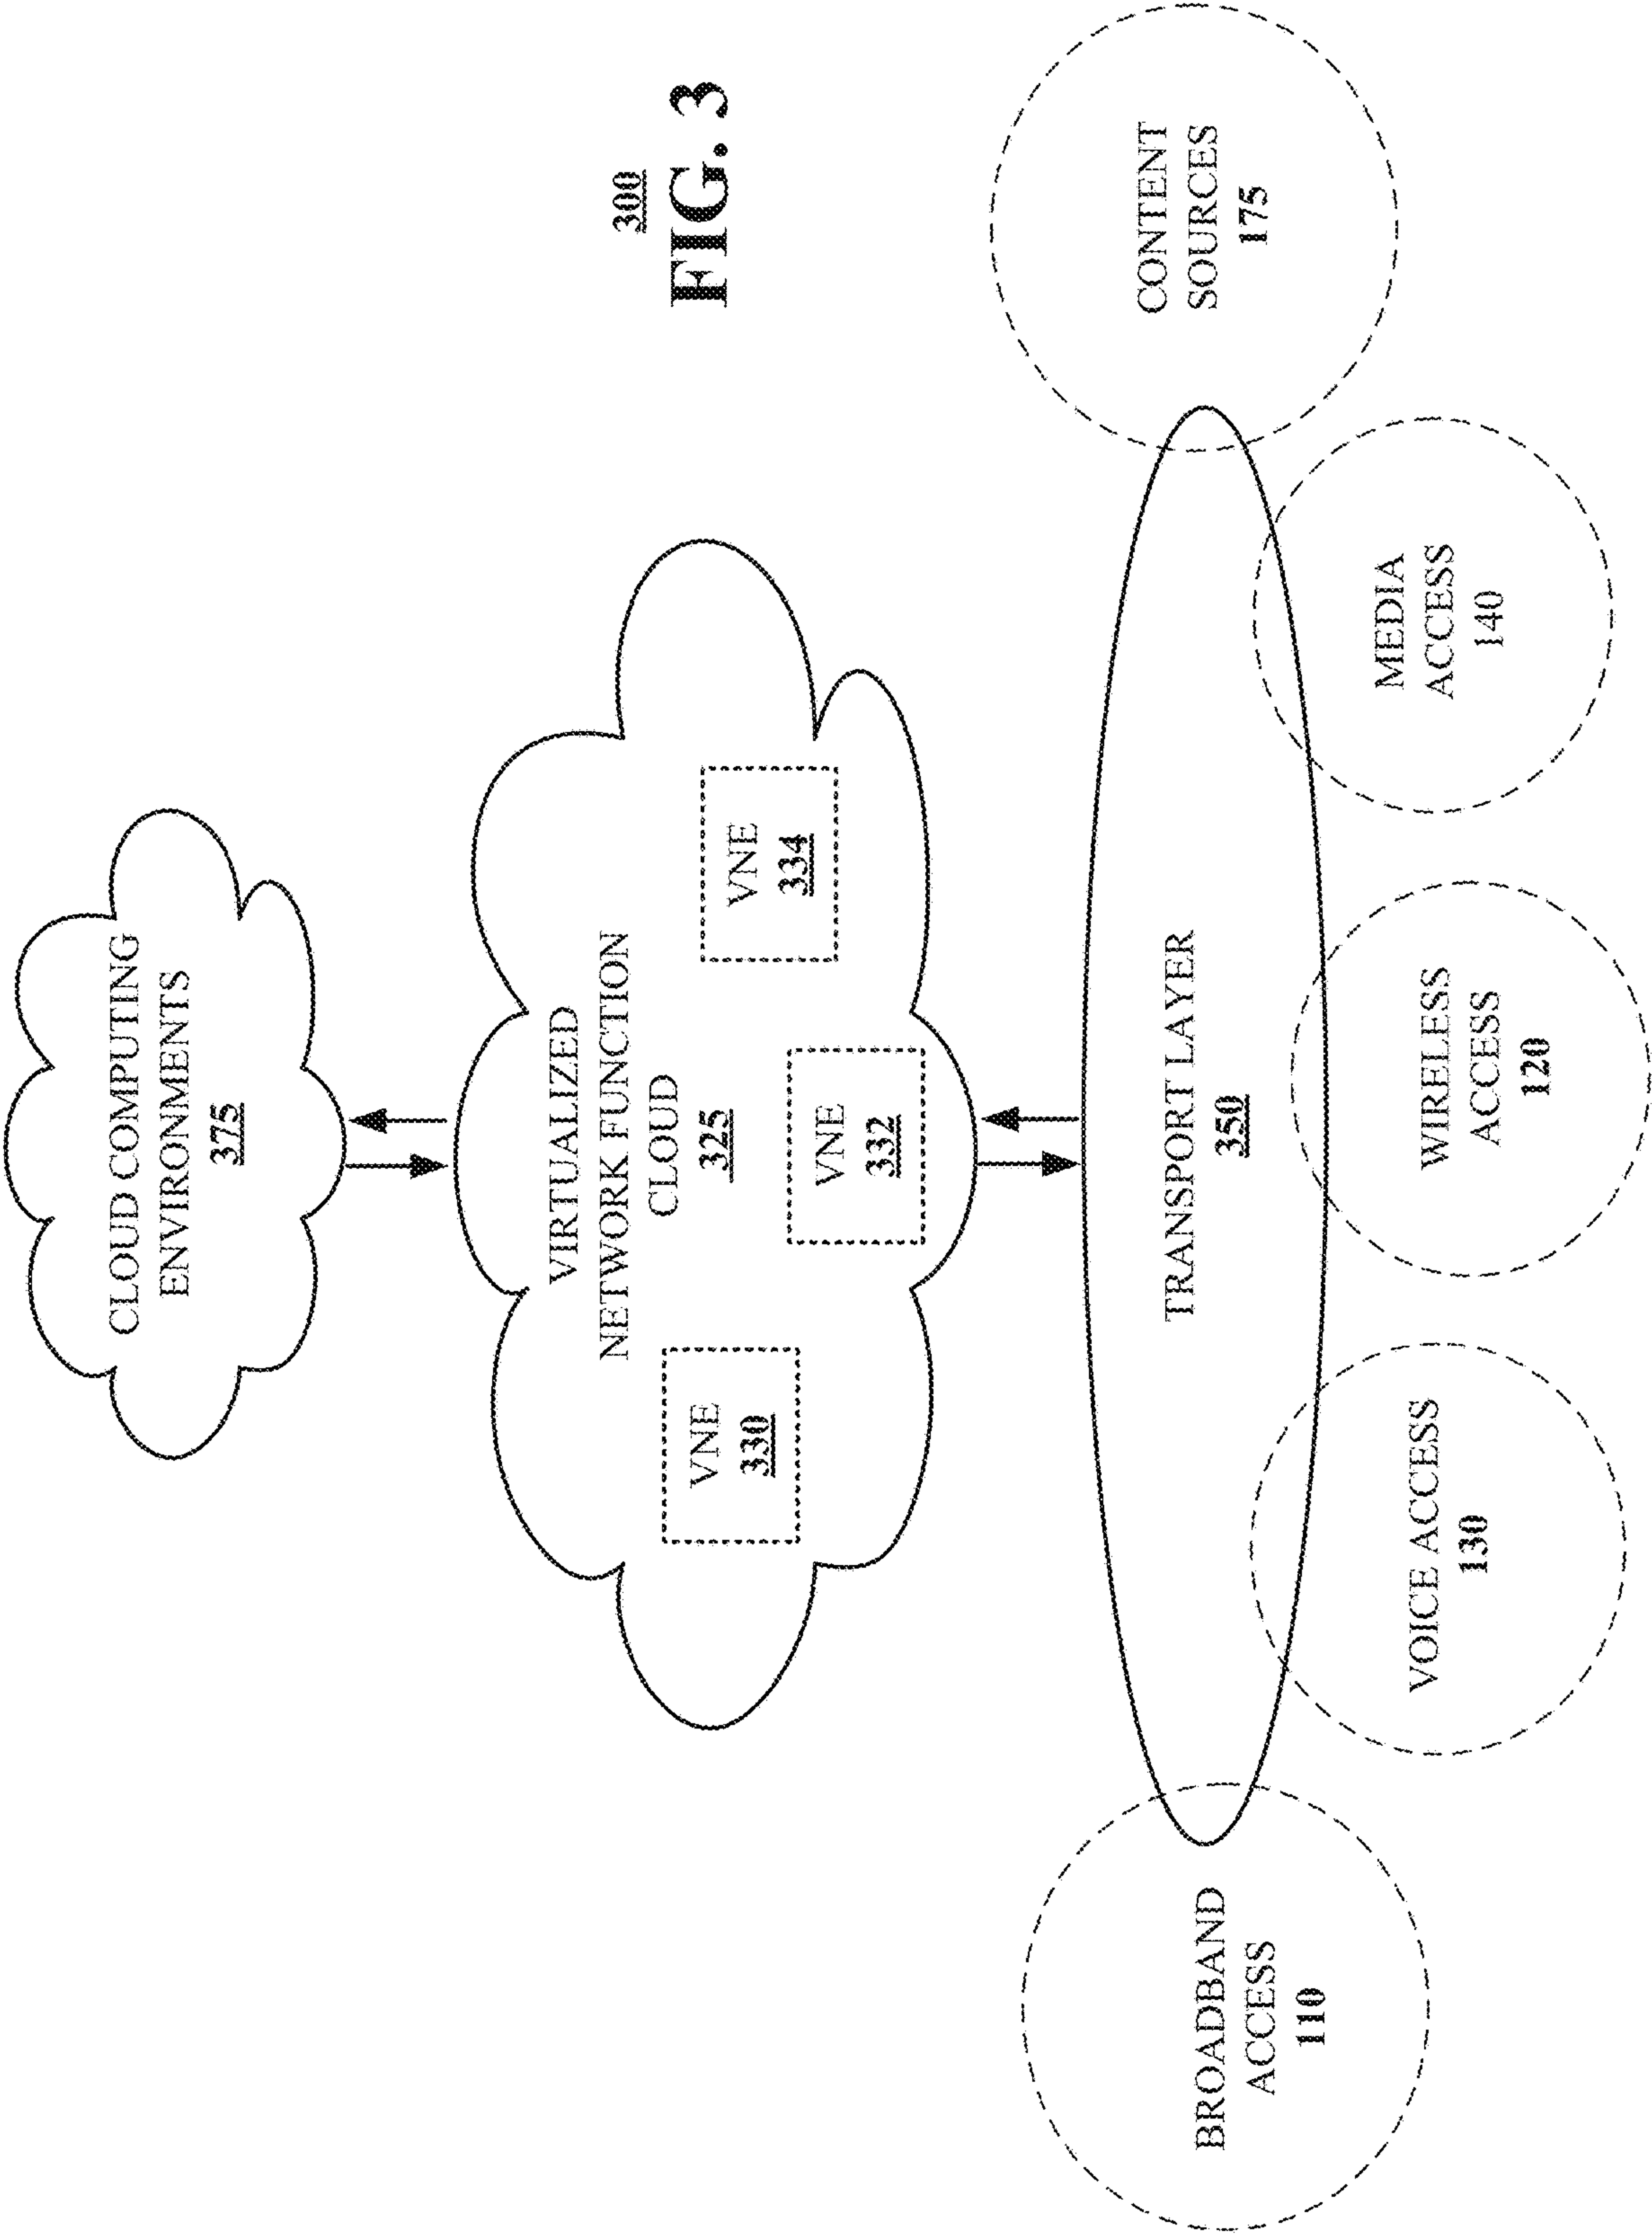 CLOUD COMPUTING
ENVIRONMENTS
375
VIRTUALIZED
NETWORK FUNCTION
CLOUD
325
VNE
330
VNE
332
VNE
334
300
FIG. 3
TRANSPORT LAYER
350
BROADBAND
ACCESS
110
VOICE ACCESS
130
WIRELESS
ACCESS
120
MEDIA
ACCESS
140
CONTENT
SOURCES
175